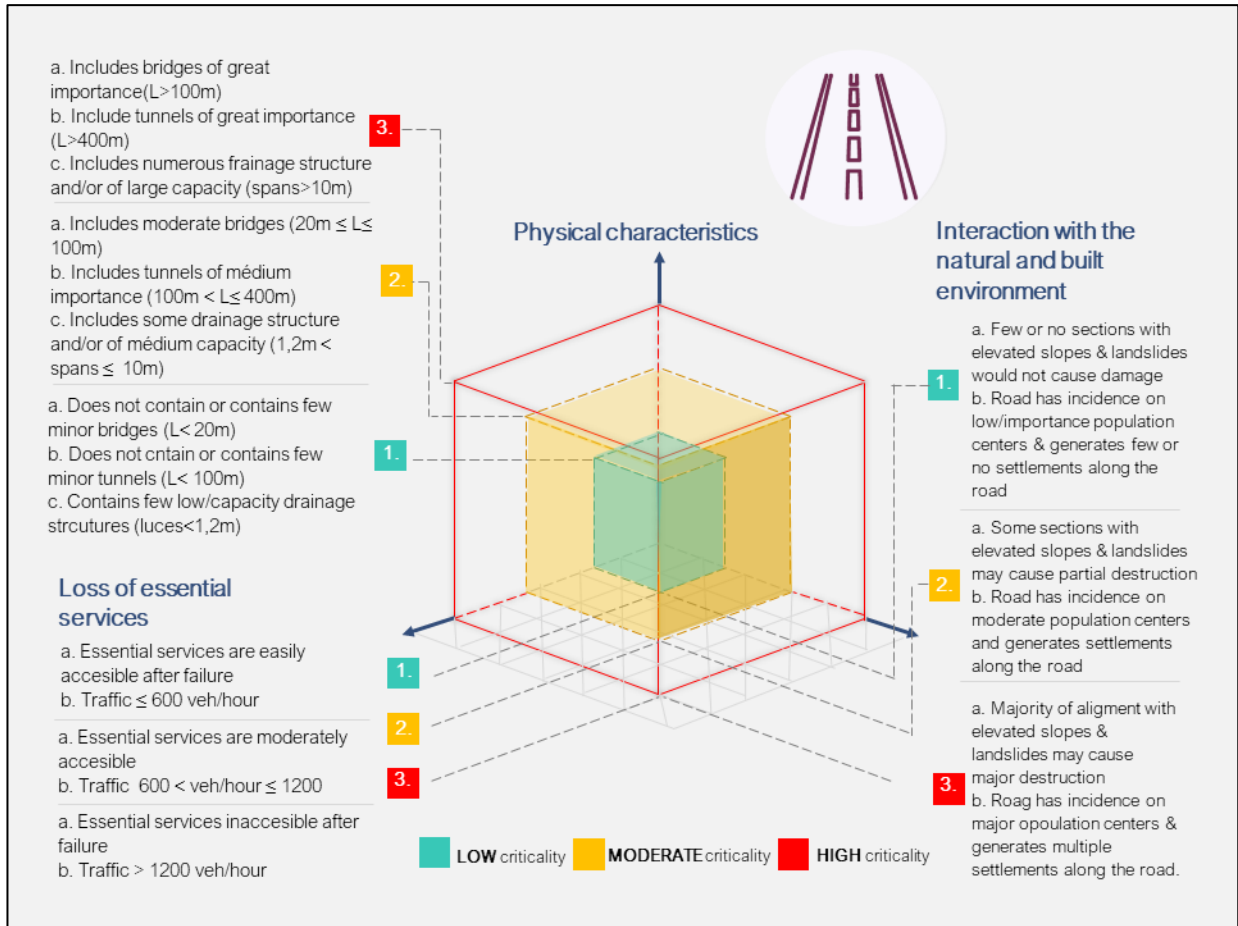 a. Includes bridges of great
importance(L>100m)
b. Include tunnels of great importance
(L>400m)
c. Includes numerous frainage structure
and/or of large capacity (spans>10m)
3.
a. Includes moderate bridges (20m ≤ L≤
100m)
b. Includes tunnels of médium
importance (100m < L≤ 400m)
c. Includes some drainage structure
and/or of médium capacity (1,2m <
spans ≤ 10m)
2.
a. Does not contain or contains few
minor bridges (L< 20m)
b. Does not cntain or contains few
minor tunnels (L< 100m)
c. Contains few low/capacity drainage
strcutures (luces<1,2m)
1.
Physical characteristics
Interaction with the
natural and built
environment
a. Few or no sections with
elevated slopes & landslides
would not cause damage
b. Road has incidence on
low/importance population
centers & generates few or
no settlements along the
road
1.
a. Some sections with
elevated slopes & landslides
may cause partial destruction
b. Road has incidence on
moderate population centers
and generates settlements
along the road
2.
a. Majority of aligment with
elevated slopes &
landslides may cause
major destruction
b. Roag has incidence on
major opoulation centers &
generates multiple
settlements along the road.
3.
Loss of essential
services
a. Essential services are easily
accesible after failure
b. Traffic ≤ 600 veh/hour
1.
a. Essential services are moderately
accesible
b. Traffic 600 < veh/hour ≤ 1200
2.
a. Essential services inaccesible after
failure
b. Traffic > 1200 veh/hour
3.
LOW criticality
MODERATE criticality
HIGH criticality